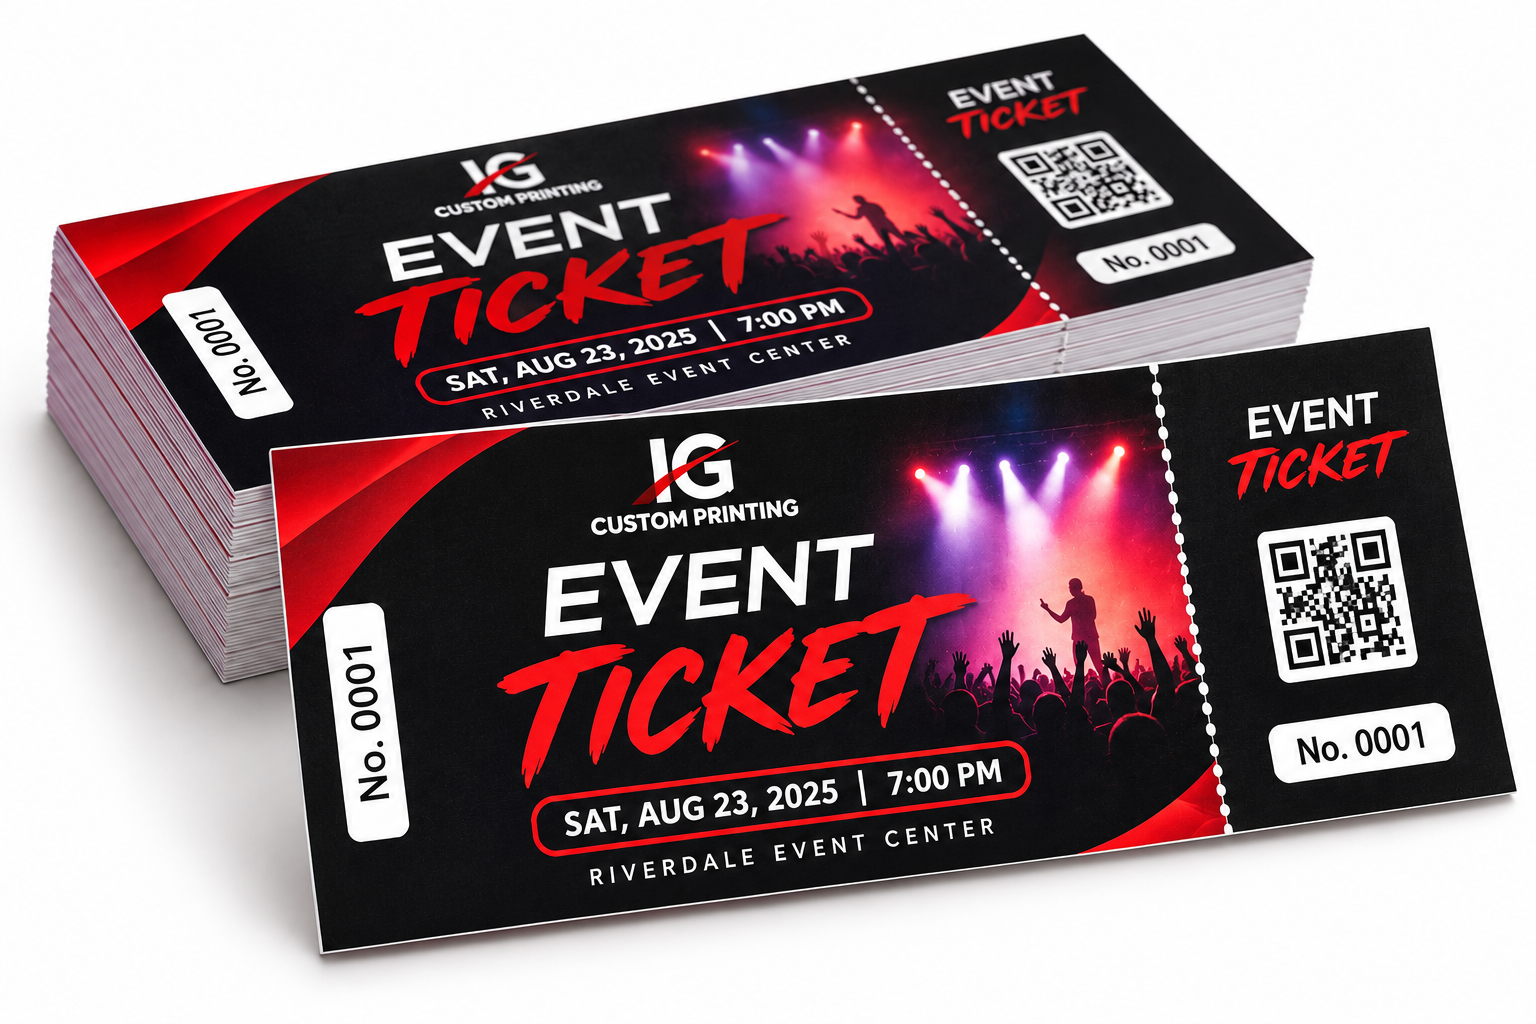 IG
CUSTOM PRINTING
EVENT
TICKET
SAT, AUG 23, 2025 | 7:00 PM
RIVERDALE EVENT CENTER
No. 0001
EVENT
TICKET
No. 0001
IG
CUSTOM PRINTING
EVENT
TICKET
SAT, AUG 23, 2025 | 7:00 PM
RIVERDALE EVENT CENTER
No. 0001
EVENT
TICKET
No. 0001